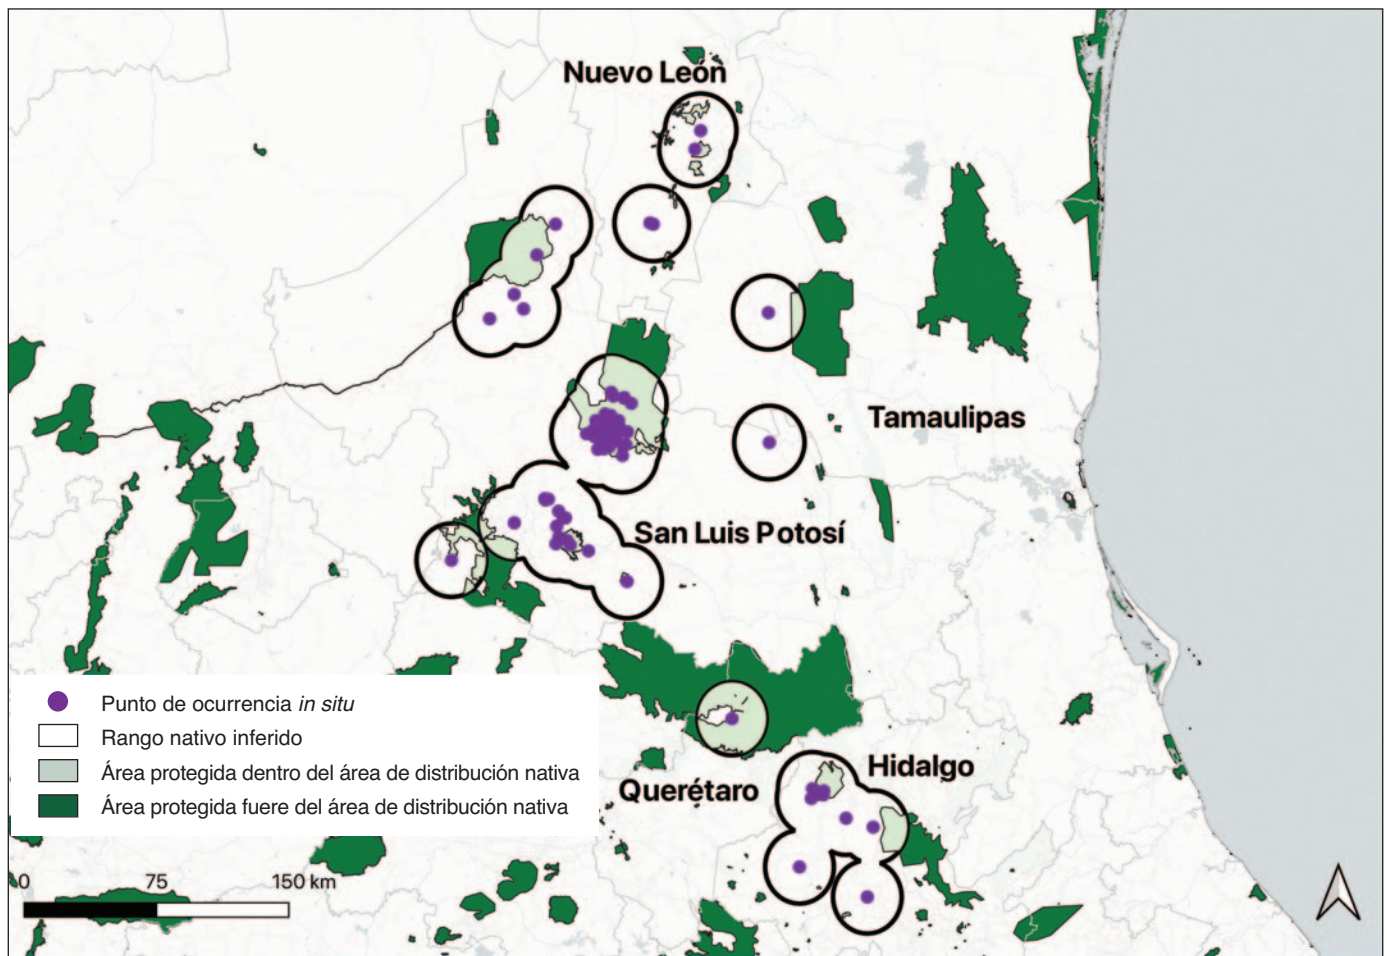 Nuevo León
Tamaulipas
San Luis Potosí
Hidalgo
Querétaro
Punto de ocurrencia in situ
Rango nativo inferido
Área protegida dentro del área de distribución nativa
Área protegida fuere del área de distribución nativa
0 75 150 km